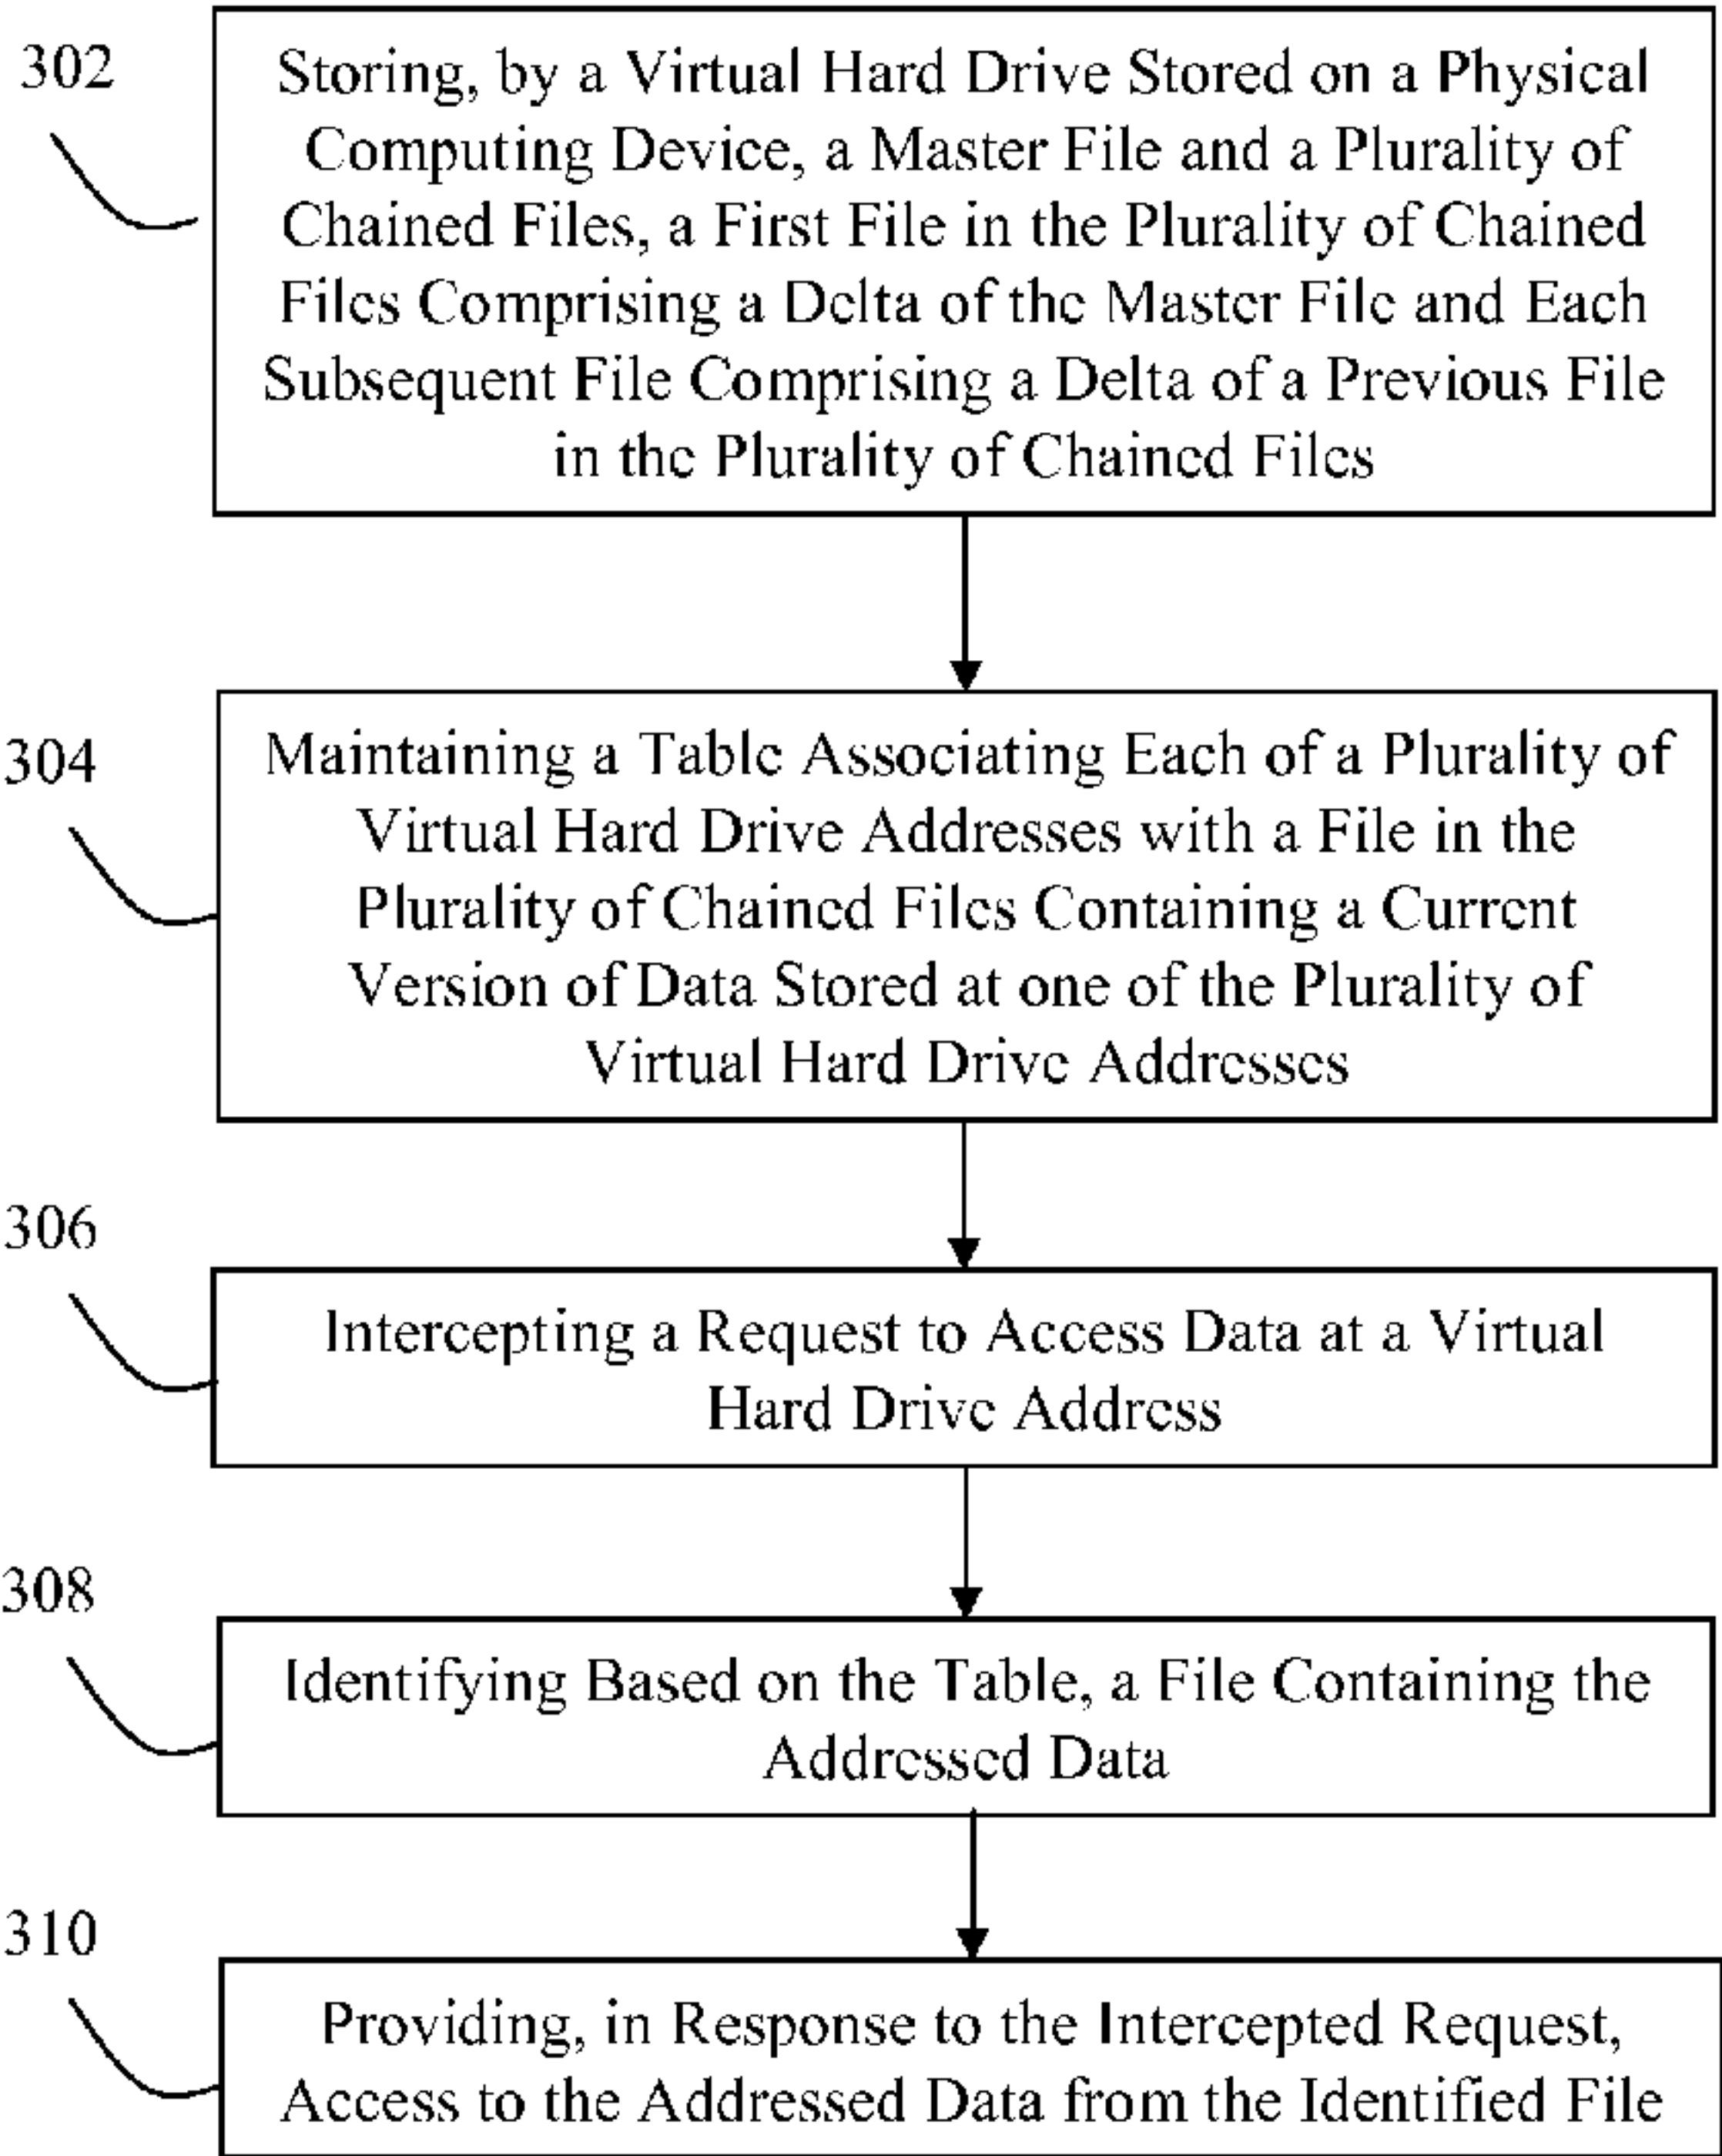 302
Storing, by a Virtual Hard Drive Stored on a Physical
Computing Device, a Master File and a Plurality of
Chained Files, a First File in the Plurality of Chained
Files Comprising a Delta of the Master File and Each
Subsequent File Comprising a Delta of a Previous File
in the Plurality of Chained Files
304
Maintaining a Table Associating Each of a Plurality of
Virtual Hard Drive Addresses with a File in the
Plurality of Chained Files Containing a Current
Version of Data Stored at one of the Plurality of
Virtual Hard Drive Addresses
306
Intercepting a Request to Access Data at a Virtual
Hard Drive Address
308
Identifying Based on the Table, a File Containing the
Addressed Data
310
Providing, in Response to the Intercepted Request,
Access to the Addressed Data from the Identified File